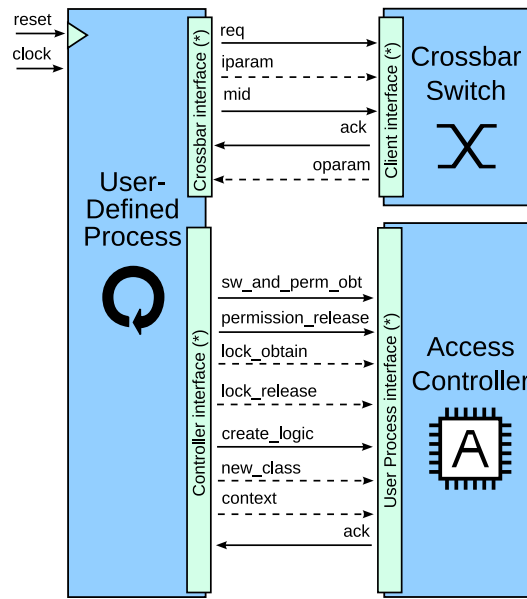 reset
clock
User-
Defined
Process
Crossbar interface (*)
req
iparam
mid
ack
oparam
Client interface (*)
Crossbar
Switch
Controller interface (*)
sw_and_perm_obt
permission_release
lock_obtain
lock_release
create_logic
new_class
context
ack
User Process interface (*)
Access
Controller
A